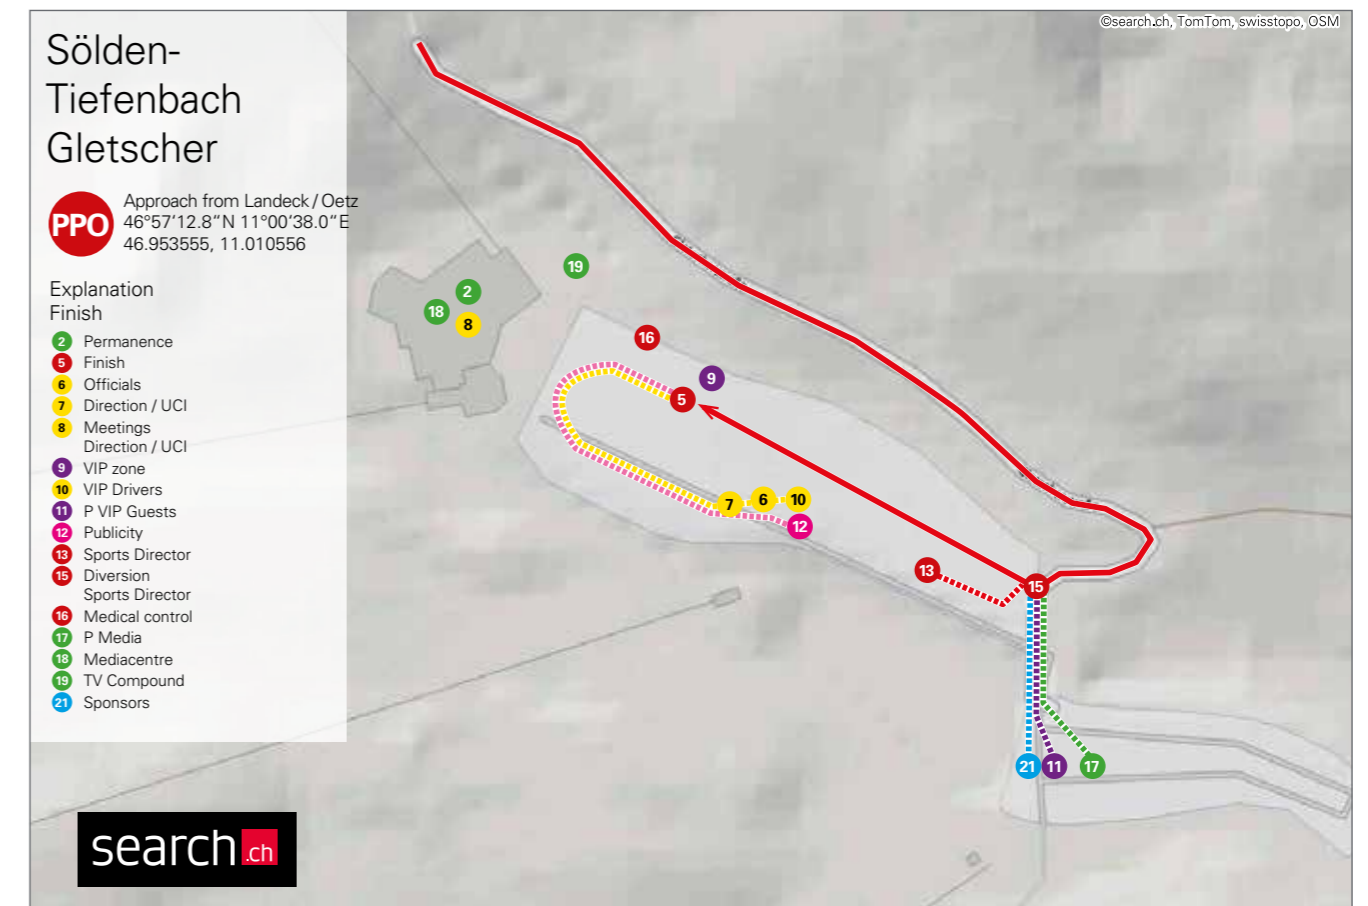 ©search.ch, TomTom, swisstopo, OSM
Sölden-
Tiefenbach
Gletscher
PPO
Approach from Landeck / Oetz
46°57‘12.8“N 11°00‘38.0“E
46.953555, 11.010556
Explanation
Finish
2 Permanence
5 Finish
6 Officials
7 Direction / UCI
8 Meetings
Direction / UCI
9 VIP zone
10 VIP Drivers
11 P VIP Guests
12 Publicity
13 Sports Director
15 Diversion
Sports Director
16 Medical control
17 P Media
18 Mediacentre
19 TV Compound
21 Sponsors
19
2
18
8
16
9
5
7
6
10
12
13
15
21
11
17
search.ch